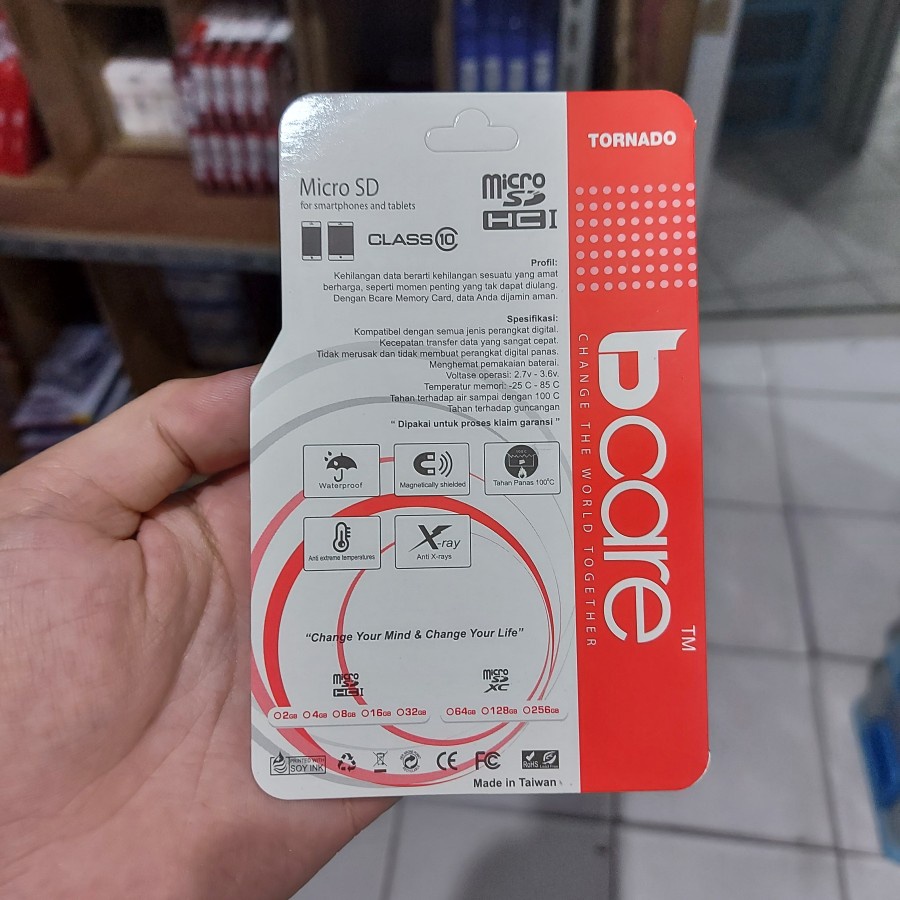 TORNADO
Micro SD
for smartphones and tablets
CLASS 10
micro
SD
HC I
Profil:
Kehilangan data berarti kehilangan sesuatu yang amat
berharga, seperti momen penting yang tak dapat diulang.
Dengan Bcare Memory Card, data Anda dijamin aman.
Spesifikasi:
Kompatibel dengan semua jenis perangkat digital.
Kecepatan transfer data yang sangat cepat.
Tidak merusak dan tidak membuat perangkat digital panas.
Menghemat pemakaian baterai.
Voltase operasi: 2.7v - 3.6v.
Temperatur memori: -25 C - 85 C
Tahan terhadap air sampai dengan 100 C
Tahan terhadap guncangan
" Dipakai untuk proses klaim garansi "
Waterproof
Magnetically shielded
Tahan Panas 100°C
Anti extreme temperatures
X-ray
Anti X-rays
bcare TM
CHANGE THE WORLD TOGETHER
"Change Your Mind & Change Your Life"
micro
SD
HC I
micro
SD
XC
2GB 4GB 8GB 16GB 32GB
64GB 128GB 256GB
PRINTED WITH
SOY INK
CE FC
RoHS
Lead Free
Made in Taiwan